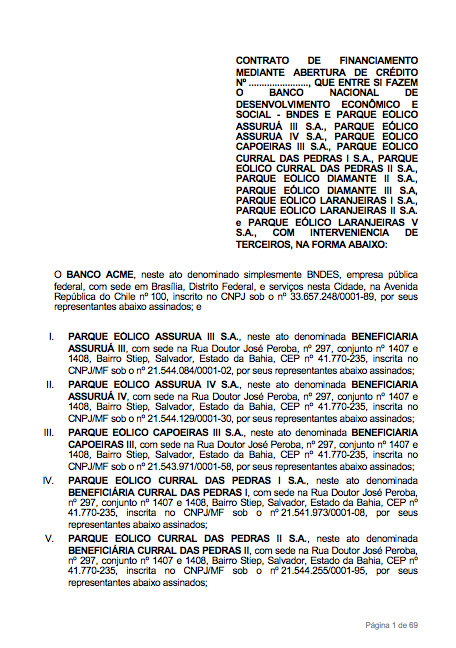 CONTRATO DE FINANCIAMENTO
MEDIANTE ABERTURA DE CRÉDITO
Nº ......................., QUE ENTRE SI FAZEM
O BANCO NACIONAL DE
DESENVOLVIMENTO ECONÔMICO E
SOCIAL - BNDES E PARQUE EÓLICO
ASSURUÁ III S.A., PARQUE EÓLICO
ASSURUA IV S.A., PARQUE EÓLICO
CAPOEIRAS III S.A., PARQUE EÓLICO
CURRAL DAS PEDRAS I S.A., PARQUE
EÓLICO CURRAL DAS PEDRAS II S.A.,
PARQUE EÓLICO DIAMANTE II S.A.,
PARQUE EÓLICO DIAMANTE III S.A,
PARQUE EÓLICO LARANJEIRAS I S.A.,
PARQUE EÓLICO LARANJEIRAS II S.A.
e PARQUE EÓLICO LARANJEIRAS V
S.A., COM INTERVENIÊNCIA DE
TERCEIROS, NA FORMA ABAIXO:
O BANCO ACME, neste ato denominado simplesmente BNDES, empresa pública
federal, com sede em Brasília, Distrito Federal, e serviços nesta Cidade, na Avenida
República do Chile nº 100, inscrito no CNPJ sob o nº 33.657.248/0001-89, por seus
representantes abaixo assinados; e
I. PARQUE EÓLICO ASSURUA III S.A., neste ato denominada BENEFICIÁRIA
ASSURUÁ III, com sede na Rua Doutor José Peroba, nº 297, conjunto nº 1407 e
1408, Bairro Stiep, Salvador, Estado da Bahia, CEP nº 41.770-235, inscrita no
CNPJ/MF sob o nº 21.544.084/0001-02, por seus representantes abaixo assinados;
II. PARQUE EÓLICO ASSURUA IV S.A., neste ato denominada BENEFICIÁRIA
ASSURUÁ IV, com sede na Rua Doutor José Peroba, nº 297, conjunto nº 1407 e
1408, Bairro Stiep, Salvador, Estado da Bahia, CEP nº 41.770-235, inscrita no
CNPJ/MF sob o nº 21.544.129/0001-30, por seus representantes abaixo assinados;
III. PARQUE EÓLICO CAPOEIRAS III S.A., neste ato denominada BENEFICIÁRIA
CAPOEIRAS III, com sede na Rua Doutor José Peroba, nº 297, conjunto nº 1407 e
1408, Bairro Stiep, Salvador, Estado da Bahia, CEP nº 41.770-235, inscrita no
CNPJ/MF sob o nº 21.543.971/0001-58, por seus representantes abaixo assinados;
IV. PARQUE EÓLICO CURRAL DAS PEDRAS I S.A., neste ato denominada
BENEFICIÁRIA CURRAL DAS PEDRAS I, com sede na Rua Doutor José Peroba,
nº 297, conjunto nº 1407 e 1408, Bairro Stiep, Salvador, Estado da Bahia, CEP nº
41.770-235, inscrita no CNPJ/MF sob o nº 21.541.973/0001-08, por seus
representantes abaixo assinados;
V. PARQUE EÓLICO CURRAL DAS PEDRAS II S.A., neste ato denominada
BENEFICIÁRIA CURRAL DAS PEDRAS II, com sede na Rua Doutor José Peroba,
nº 297, conjunto nº 1407 e 1408, Bairro Stiep, Salvador, Estado da Bahia, CEP nº
41.770-235, inscrita no CNPJ/MF sob o nº 21.544.255/0001-95, por seus
representantes abaixo assinados;
Página 1 de 69